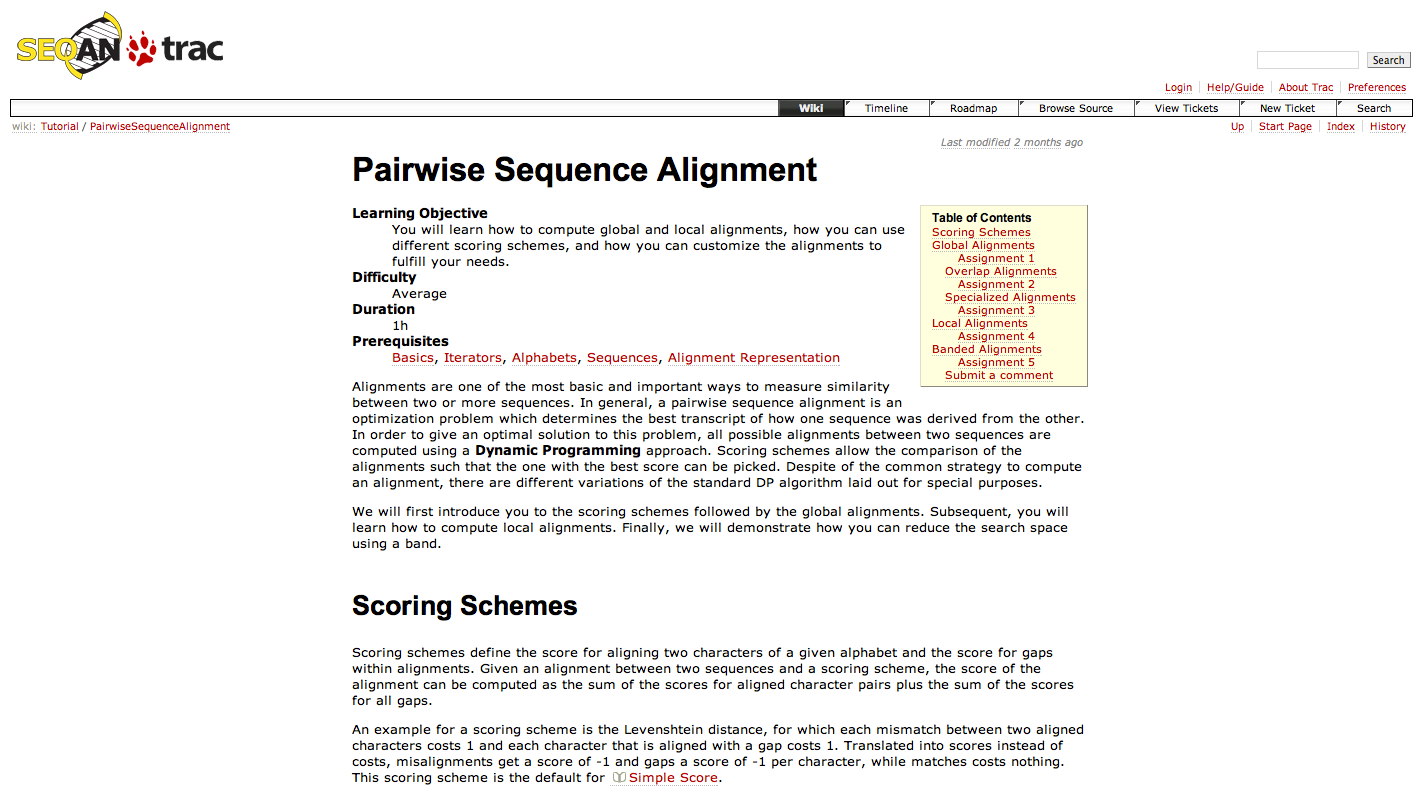 SEQAN trac
Search
Login Help/Guide About Trac Preferences
Wiki Timeline Roadmap Browse Source View Tickets New Ticket Search
wiki: Tutorial / PairwiseSequenceAlignment
Up Start Page Index History
Last modified 2 months ago
Pairwise Sequence Alignment
Learning Objective
You will learn how to compute global and local alignments, how you can use
different scoring schemes, and how you can customize the alignments to
fulfill your needs.
Difficulty
Average
Duration
1h
Prerequisites
Basics, Iterators, Alphabets, Sequences, Alignment Representation
Table of Contents
Scoring Schemes
Global Alignments
Assignment 1
Overlap Alignments
Assignment 2
Specialized Alignments
Assignment 3
Local Alignments
Assignment 4
Banded Alignments
Assignment 5
Submit a comment
Alignments are one of the most basic and important ways to measure similarity
between two or more sequences. In general, a pairwise sequence alignment is an
optimization problem which determines the best transcript of how one sequence was derived from the other.
In order to give an optimal solution to this problem, all possible alignments between two sequences are
computed using a Dynamic Programming approach. Scoring schemes allow the comparison of the
alignments such that the one with the best score can be picked. Despite of the common strategy to compute
an alignment, there are different variations of the standard DP algorithm laid out for special purposes.
We will first introduce you to the scoring schemes followed by the global alignments. Subsequent, you will
learn how to compute local alignments. Finally, we will demonstrate how you can reduce the search space
using a band.
Scoring Schemes
Scoring schemes define the score for aligning two characters of a given alphabet and the score for gaps
within alignments. Given an alignment between two sequences and a scoring scheme, the score of the
alignment can be computed as the sum of the scores for aligned character pairs plus the sum of the scores
for all gaps.
An example for a scoring scheme is the Levenshtein distance, for which each mismatch between two aligned
characters costs 1 and each character that is aligned with a gap costs 1. Translated into scores instead of
costs, misalignments get a score of -1 and gaps a score of -1 per character, while matches costs nothing.
This scoring scheme is the default for Simple Score.